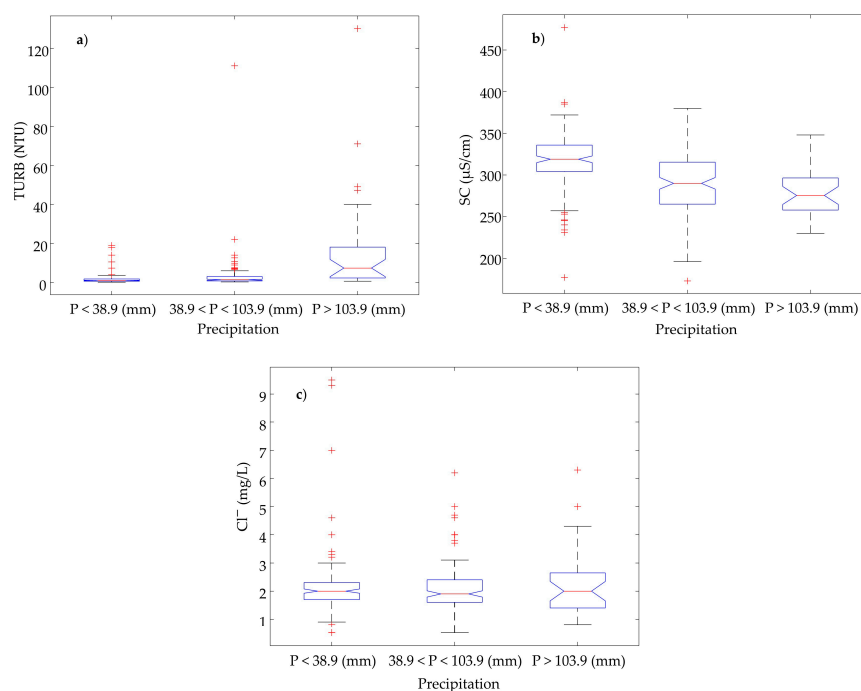 a)
120
100
80
60
40
20
0
TURB (NTU)
P < 38.9 (mm) 38.9 < P < 103.9 (mm) P > 103.9 (mm)
Precipitation
b)
450
400
350
300
250
200
SC (µS/cm)
P < 38.9 (mm) 38.9 < P < 103.9 (mm) P > 103.9 (mm)
Precipitation
c)
9
8
7
6
5
4
3
2
1
Cl⁻ (mg/L)
P < 38.9 (mm) 38.9 < P < 103.9 (mm) P > 103.9 (mm)
Precipitation